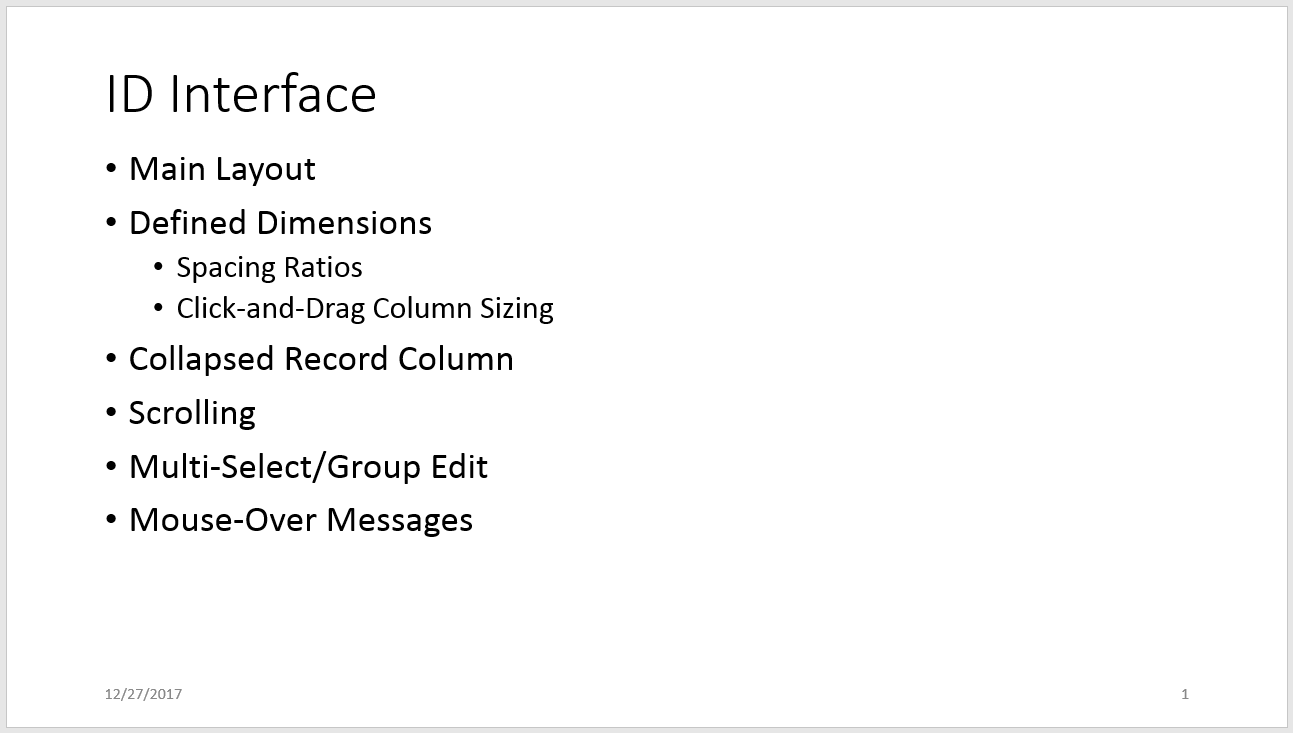 ID Interface
• Main Layout
• Defined Dimensions
• Spacing Ratios
• Click-and-Drag Column Sizing
• Collapsed Record Column
• Scrolling
• Multi-Select/Group Edit
• Mouse-Over Messages
12/27/2017
1